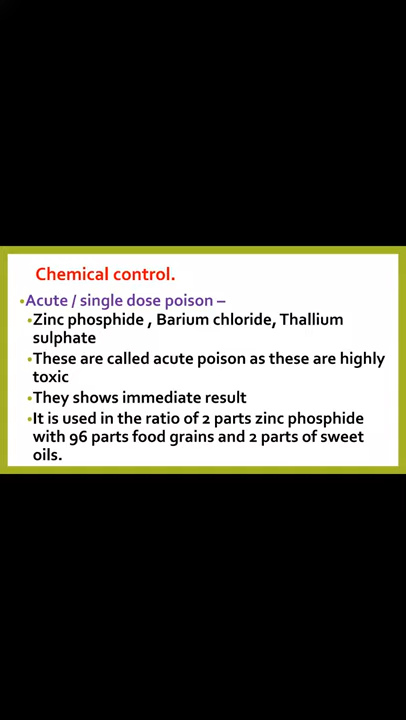 Chemical control.
•Acute / single dose poison –
•Zinc phosphide , Barium chloride, Thallium
sulphate
•These are called acute poison as these are highly
toxic
•They shows immediate result
•It is used in the ratio of 2 parts zinc phosphide
with 96 parts food grains and 2 parts of sweet
oils.